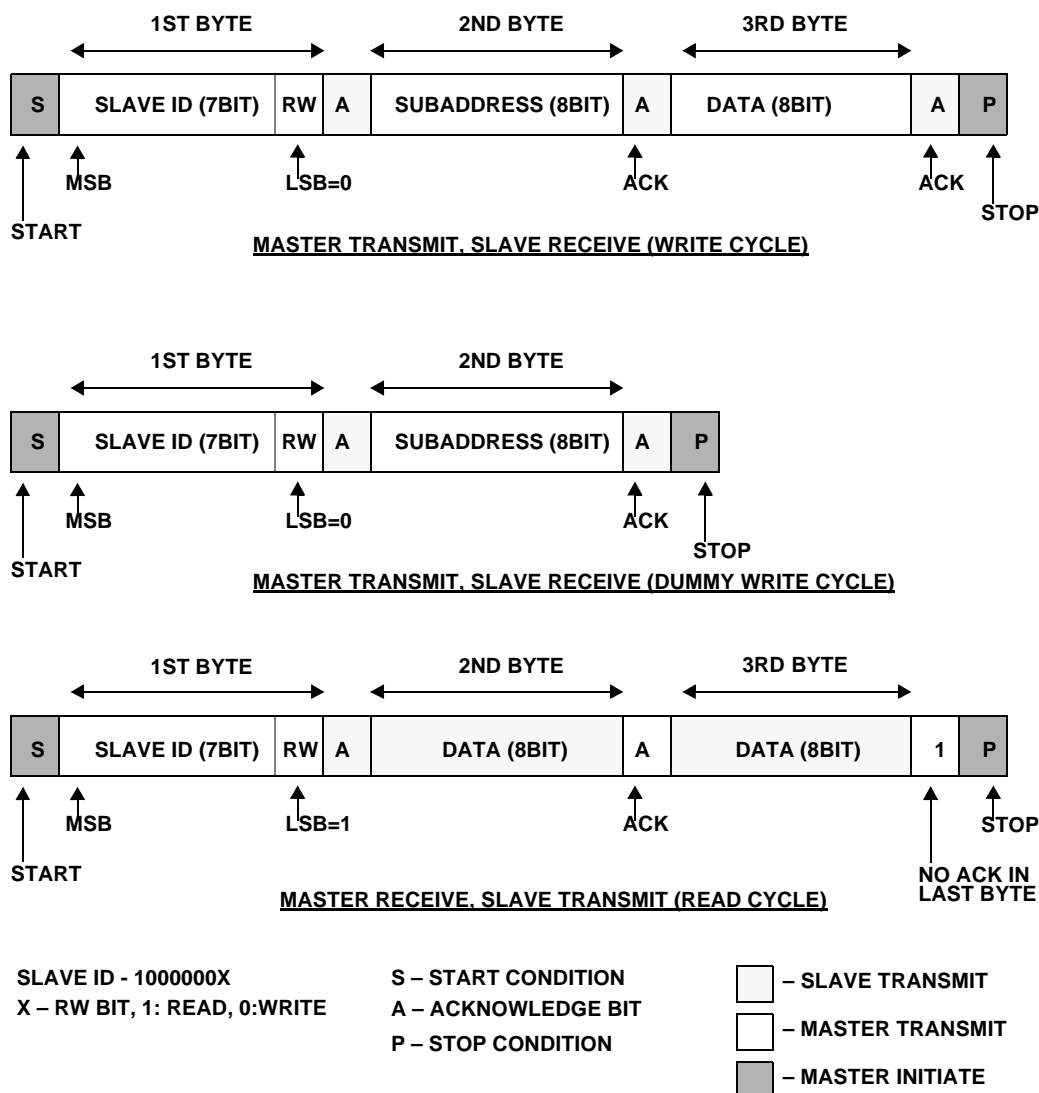 1ST BYTE 2ND BYTE 3RD BYTE
S SLAVE ID (7BIT) RW A SUBADDRESS (8BIT) A DATA (8BIT) A P
MSB LSB=0 ACK ACK
START STOP
MASTER TRANSMIT, SLAVE RECEIVE (WRITE CYCLE)
1ST BYTE 2ND BYTE
S SLAVE ID (7BIT) RW A SUBADDRESS (8BIT) A P
MSB LSB=0 ACK
START STOP
MASTER TRANSMIT, SLAVE RECEIVE (DUMMY WRITE CYCLE)
1ST BYTE 2ND BYTE 3RD BYTE
S SLAVE ID (7BIT) RW A DATA (8BIT) A DATA (8BIT) 1 P
MSB LSB=1 ACK STOP
START NO ACK IN
LAST BYTE
MASTER RECEIVE, SLAVE TRANSMIT (READ CYCLE)
SLAVE ID - 1000000X
X – RW BIT, 1: READ, 0:WRITE
S – START CONDITION
A – ACKNOWLEDGE BIT
P – STOP CONDITION
– SLAVE TRANSMIT
– MASTER TRANSMIT
– MASTER INITIATE